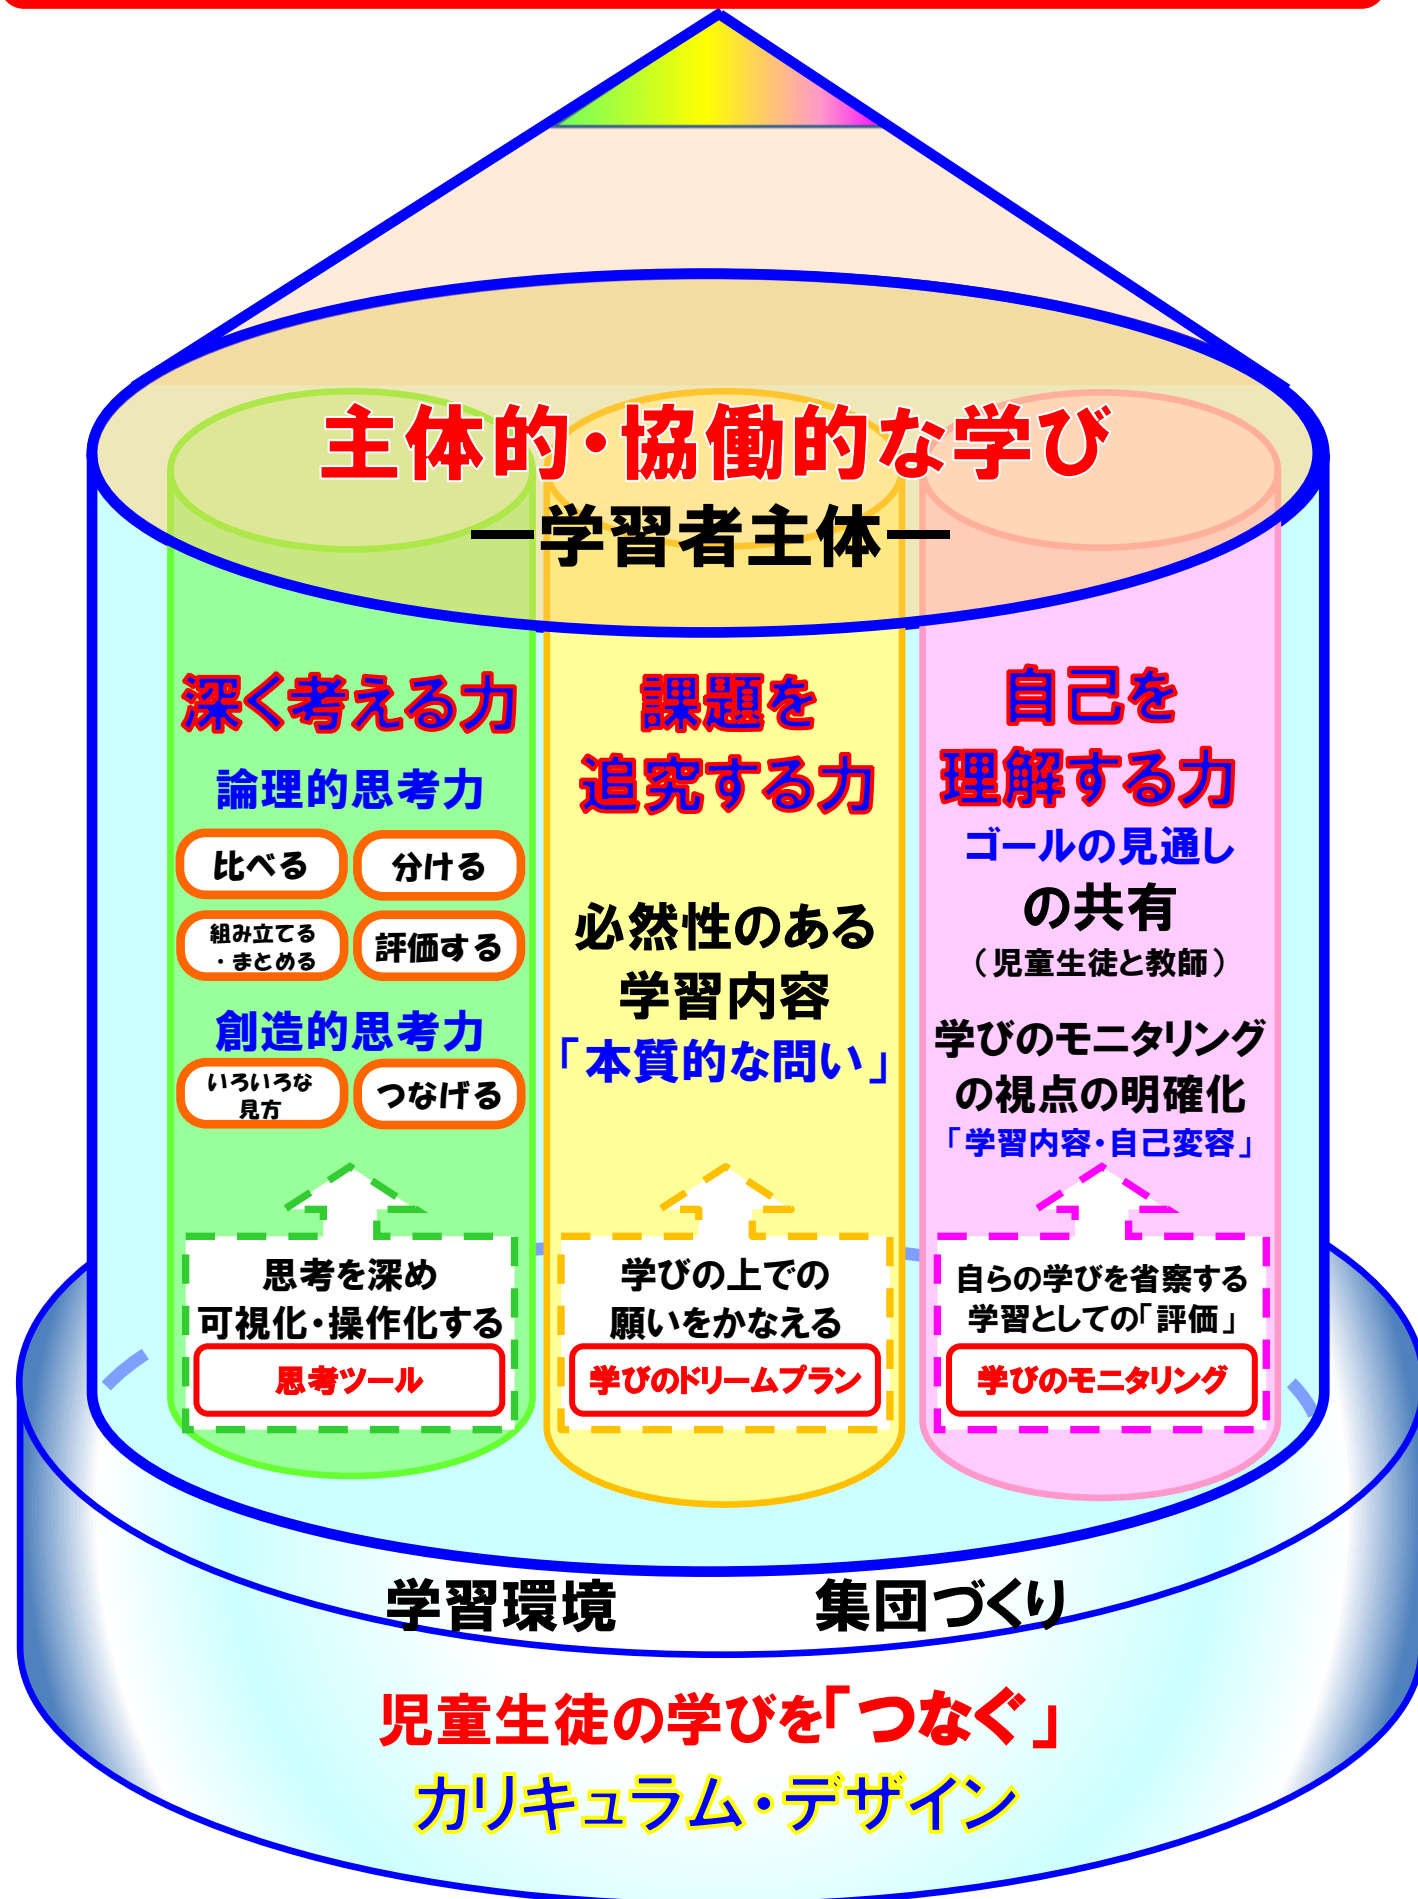 主体的・協働的な学び
―学習者主体―
深く考える力
論理的思考力
比べる
分ける
組み立てる
・まとめる
評価する
創造的思考力
いろいろな
見方
つなげる
思考を深め
可視化・操作化する
思考ツール
課題を
追究する力
必然性のある
学習内容
「本質的な問い」
学びの上での
願いをかなえる
学びのドリームプラン
自己を
理解する力
ゴールの見通し
の共有
（児童生徒と教師）
学びのモニタリング
の視点の明確化
「学習内容・自己変容」
自らの学びを省察する
学習としての「評価」
学びのモニタリング
学習環境
集団づくり
児童生徒の学びを「つなぐ」
カリキュラム・デザイン